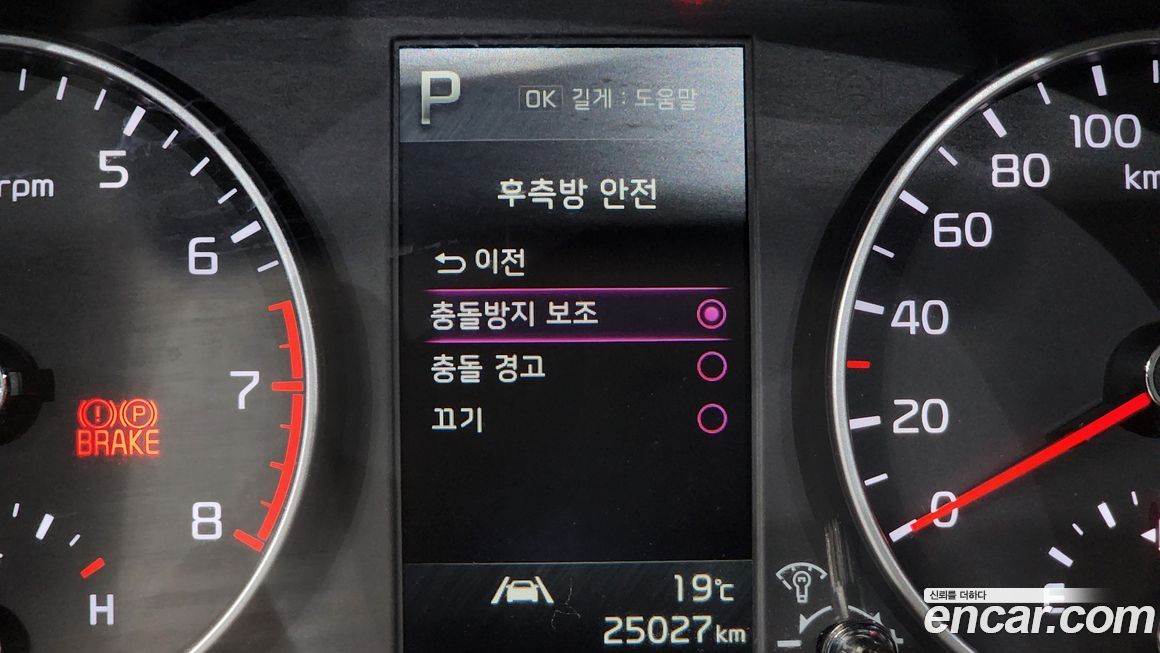 P
OK 길게 : 도움말
후측방 안전
이전
충돌방지 보조
충돌 경고
끄기
19℃
25027 km
rpm
5
6
7
8
H
(!) (P)
BRAKE
100
80
60
40
20
0
km
E
신뢰를 더하다
encar.com